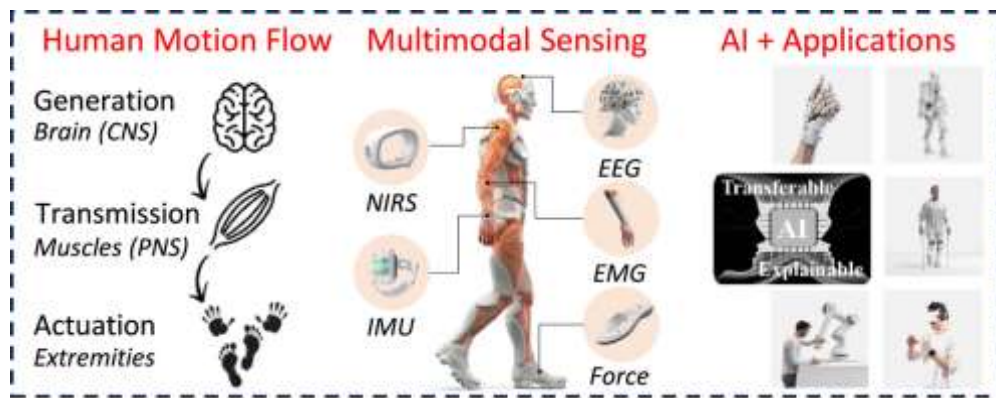 Human Motion Flow
Generation
Brain (CNS)
Transmission
Muscles (PNS)
Actuation
Extremities
Multimodal Sensing
NIRS
IMU
EEG
EMG
Force
AI + Applications
Transferable
AI
Explainable